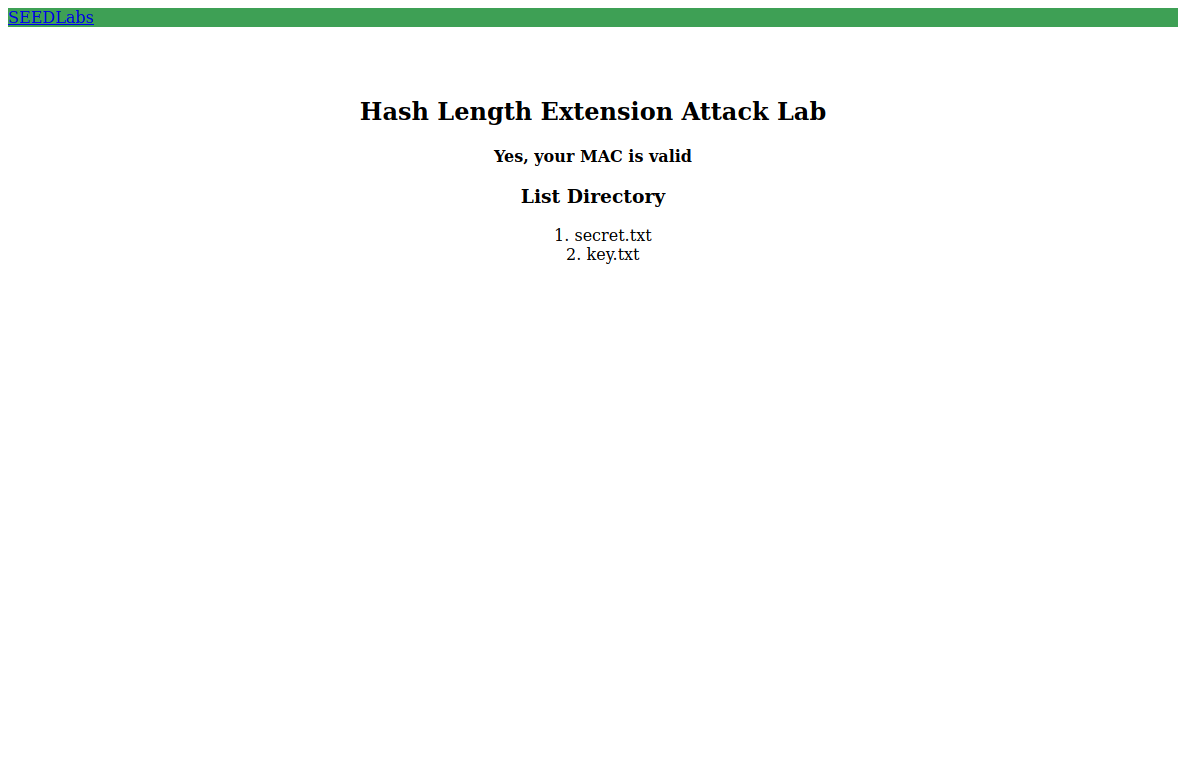 SEEDLabs
Hash Length Extension Attack Lab
Yes, your MAC is valid
List Directory
1. secret.txt
2. key.txt